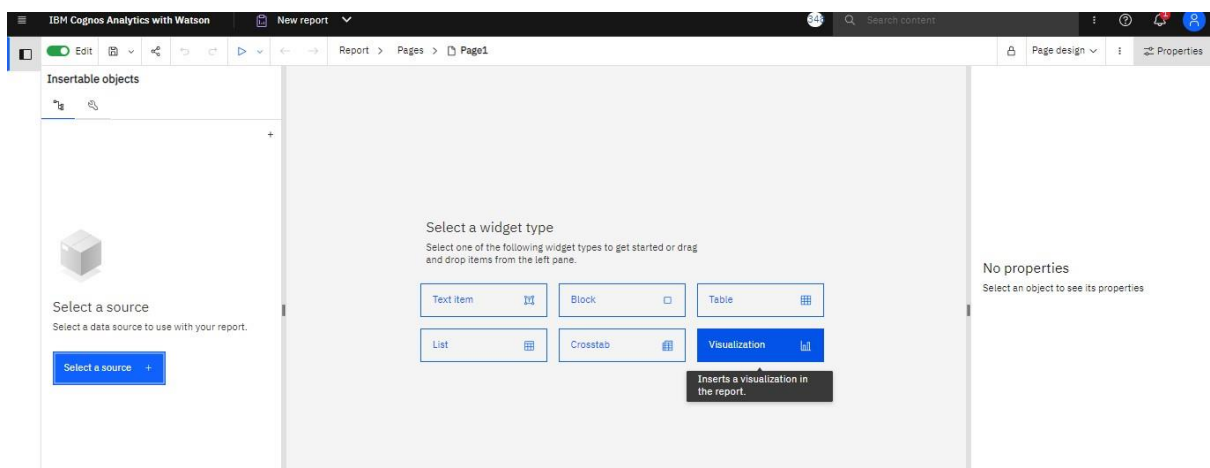 IBM Cognos Analytics with Watson
New report
Search content
Edit
Report > Pages > Page1
Page design
Properties
Insertable objects
Select a source
Select a data source to use with your report.
Select a source +
Select a widget type
Select one of the following widget types to get started or drag
and drop items from the left pane.
Text item
Block
Table
List
Crosstab
Visualization
Inserts a visualization in
the report.
No properties
Select an object to see its properties